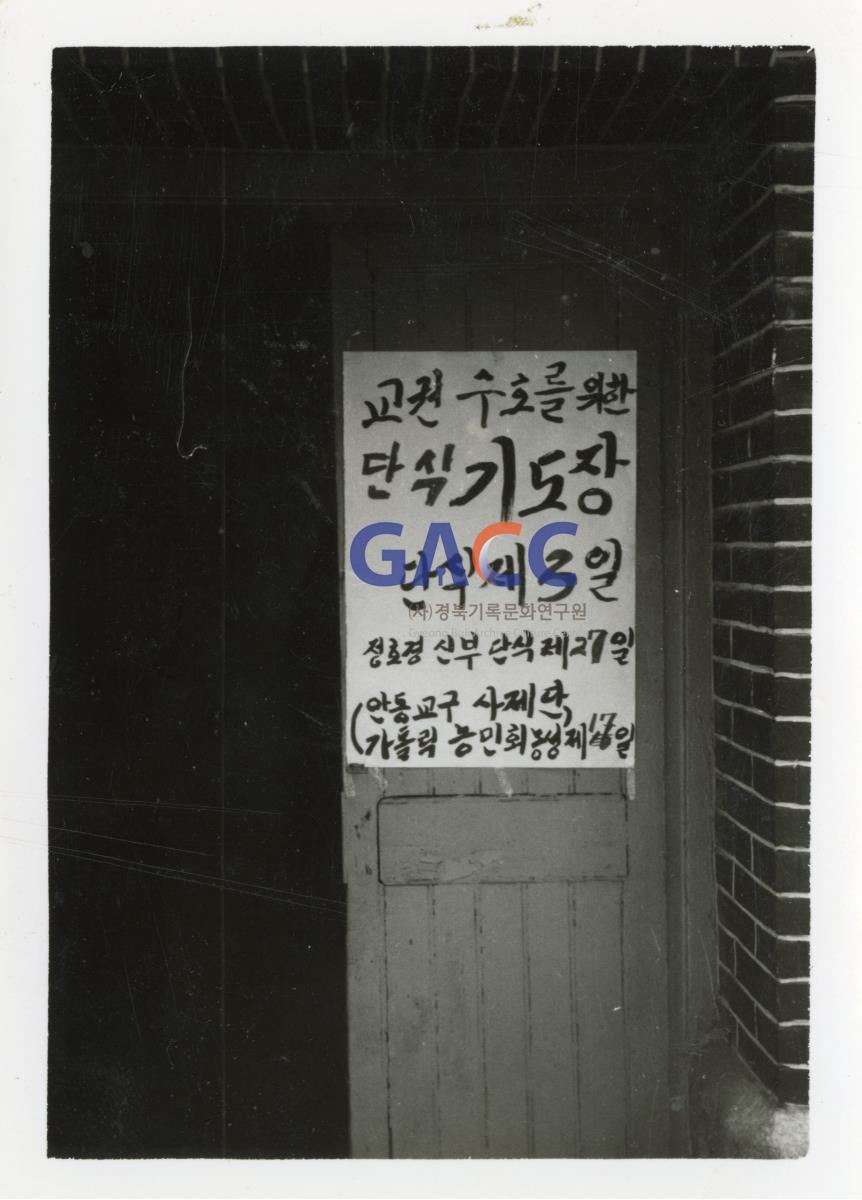 교권 수호를 위한
단식 기도장
GACC
단식 제3일
(사)경북기록문화연구원
정호경 신부 단식 제27일
(안동교구 사제단,
가톨릭 농민회 농성 제17일